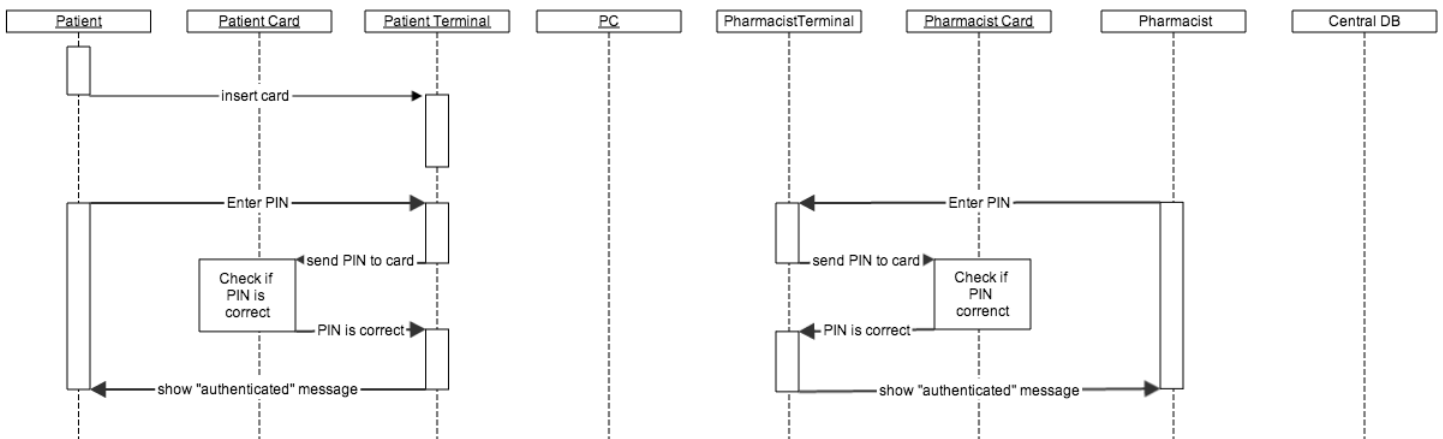 Patient
Patient Card
Patient Terminal
PC
PharmacistTerminal
Pharmacist Card
Pharmacist
Central DB
insert card
Enter PIN
Enter PIN
send PIN to card
send PIN to card
Check if
PIN is
correct
Check if
PIN
correnct
PIN is correct
PIN is correct
show "authenticated" message
show "authenticated" message